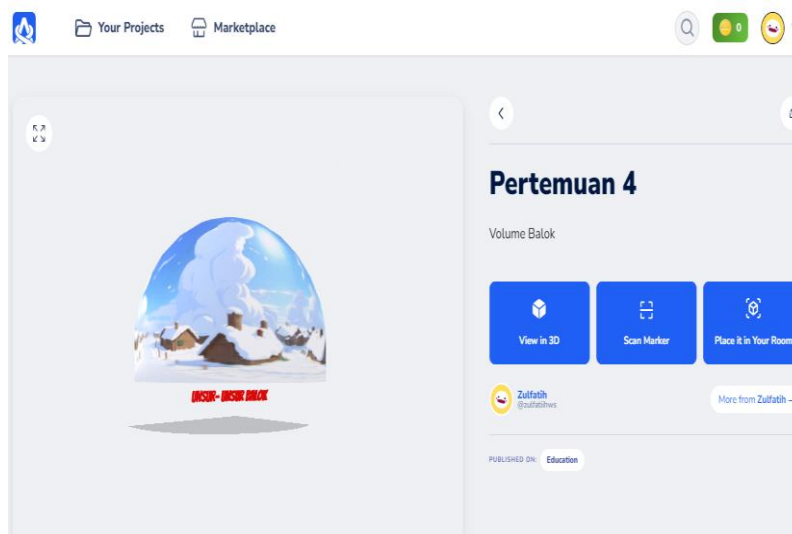 Your Projects
Marketplace
0
Pertemuan 4
Volume Balok
View in 3D
Scan Marker
Place it in Your Room
Zulfatih
@zulfatihws
More from Zulfatih
PUBLISHED ON:
Education
UNSUR- UNSUR BALOK